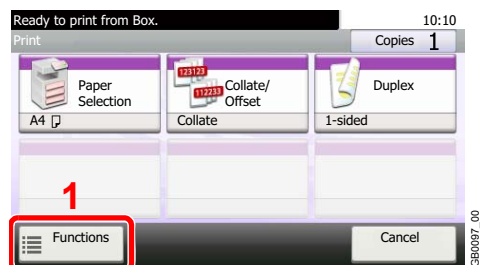 Ready to print from Box.
10:10
Print
Copies 1
Paper
Selection
A4
123123
112233
Collate/
Offset
Collate
Duplex
1-sided
1
Functions
Cancel
GB0097_00